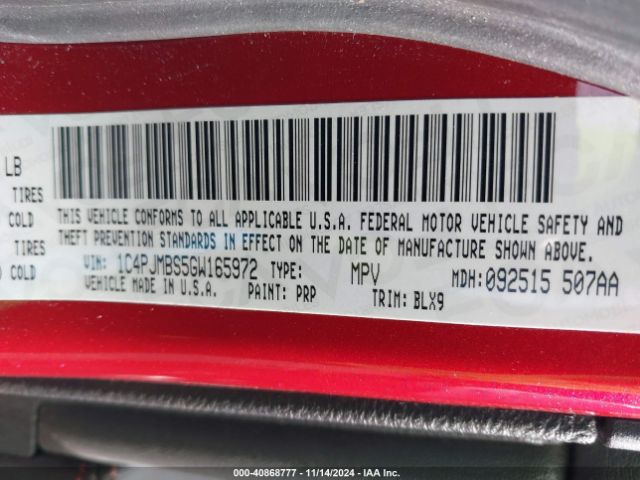 LB
TIRES
COLD
TIRES
COLD
THIS VEHICLE CONFORMS TO ALL APPLICABLE U.S.A. FEDERAL MOTOR VEHICLE SAFETY AND
THEFT PREVENTION STANDARDS IN EFFECT ON THE DATE OF MANUFACTURE SHOWN ABOVE.
VIN: 1C4PJMBS5GW165972 TYPE: MPV MDH:092515 507AA
VEHICLE MADE IN U.S.A. PAINT: PRP TRIM: BLX9
000-40868777 - 11/14/2024 - IAA Inc.